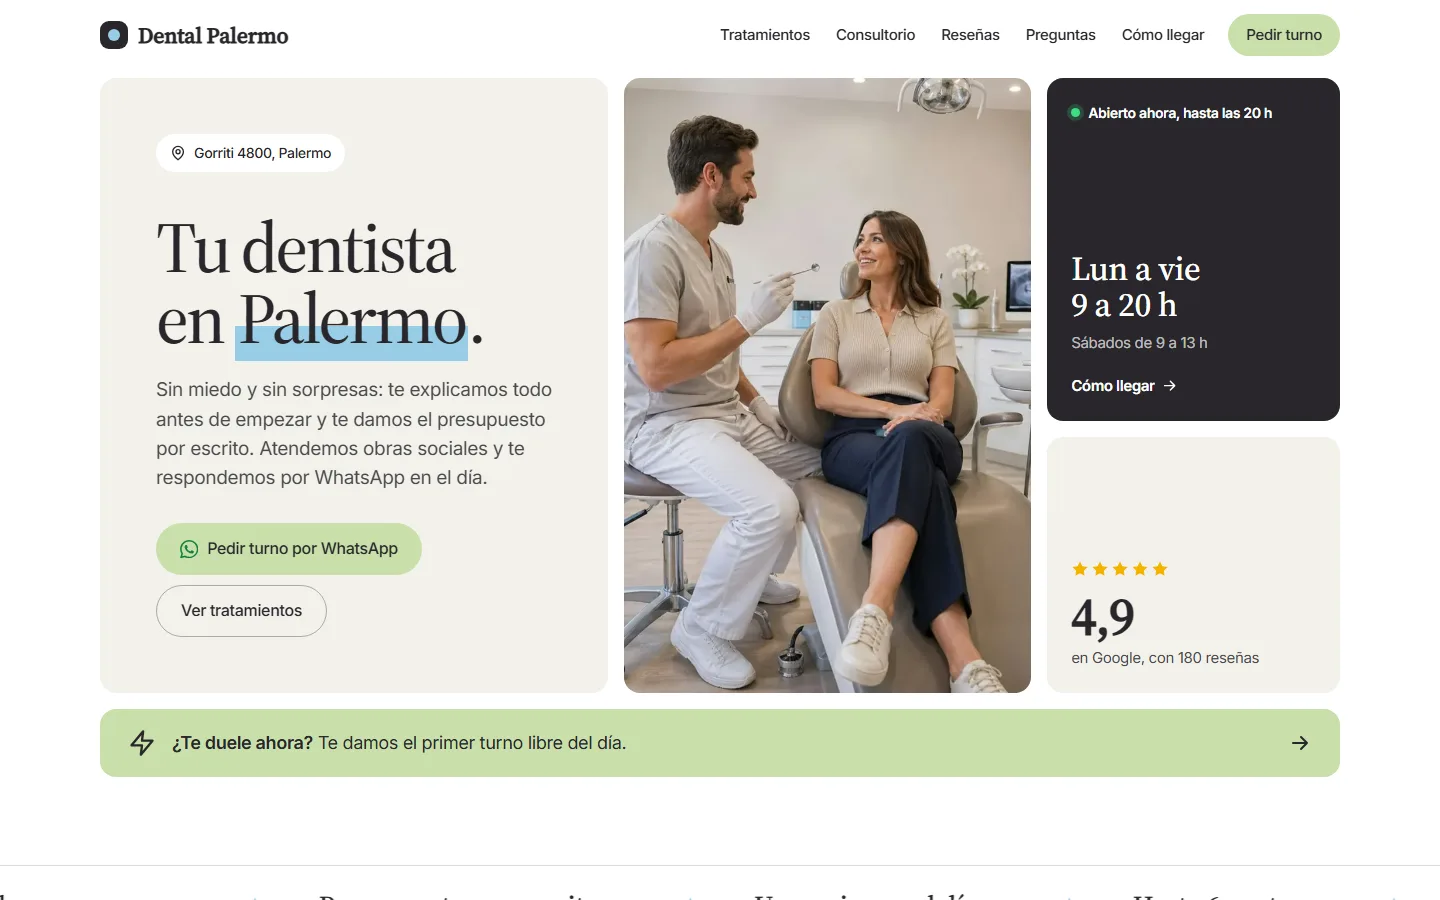 Dental Palermo
Tratamientos
Consultorio
Reseñas
Preguntas
Cómo llegar
Pedir turno
Gorriti 4800, Palermo
Tu dentista
en Palermo.
Sin miedo y sin sorpresas: te explicamos todo
antes de empezar y te damos el presupuesto
por escrito. Atendemos obras sociales y te
respondemos por WhatsApp en el día.
Pedir turno por WhatsApp
Ver tratamientos
Abierto ahora, hasta las 20 h
Lun a vie
9 a 20 h
Sábados de 9 a 13 h
Cómo llegar
4,9
en Google, con 180 reseñas
¿Te duele ahora? Te damos el primer turno libre del día.